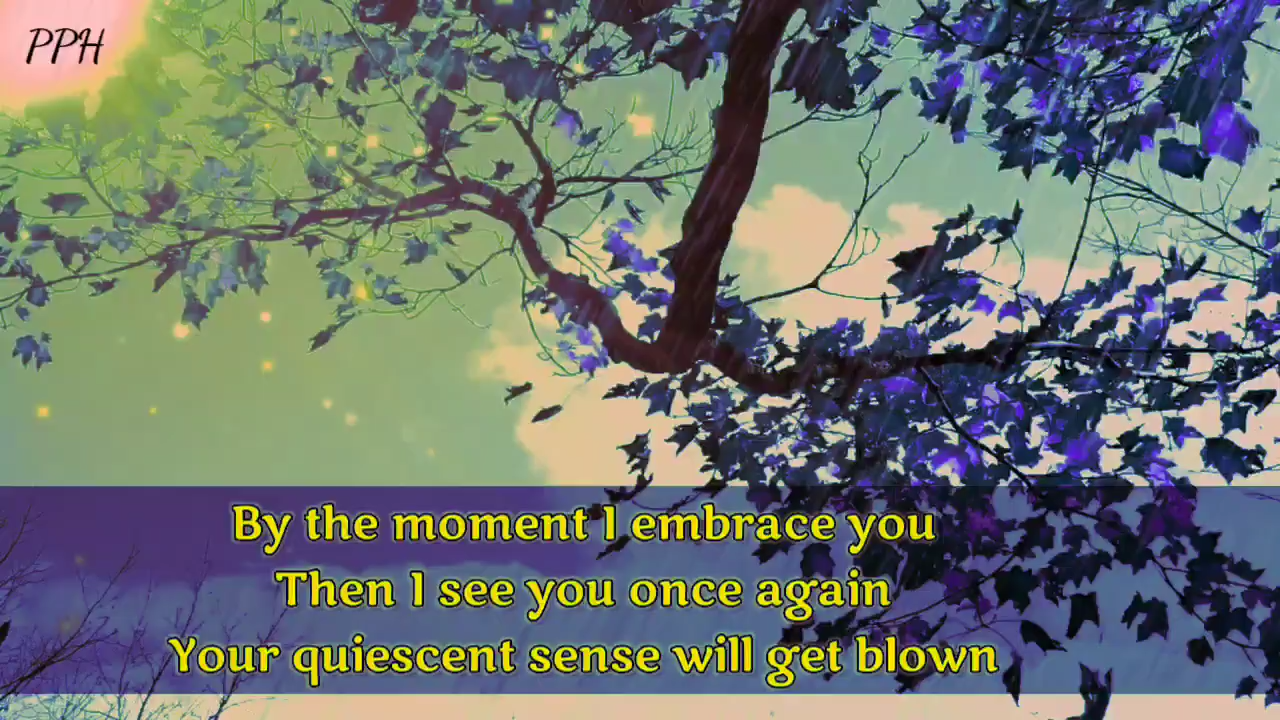 PPH
By the moment I embrace you
Then I see you once again
Your quiescent sense will get blown